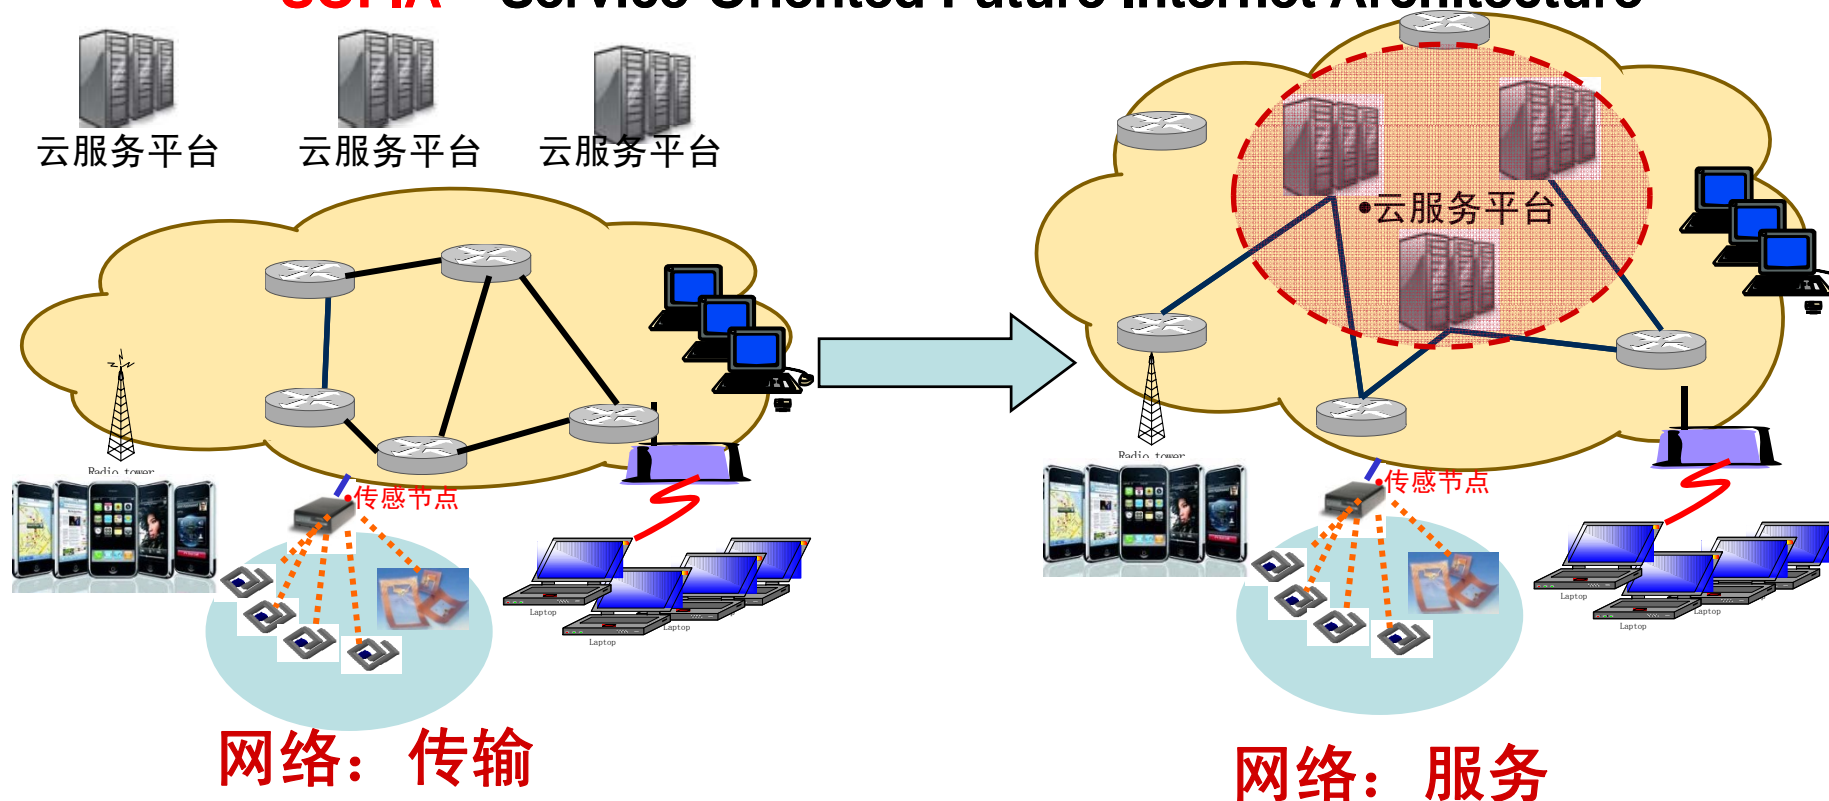 SOFIA Service Oriented Future Internet Architecture
云服务平台
云服务平台
云服务平台
•云服务平台
Radio tower
•传感节点
Laptop
Laptop
Laptop
网络：传输
Radio tower
•传感节点
Laptop
Laptop
Laptop
网络：服务